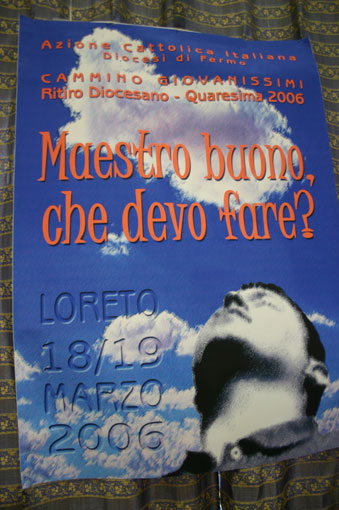 Azione Cattolica Italiana
Diocesi di Fermo
CAMMINO GIOVANISSIMI
Ritiro Diocesano - Quaresima 2006
Maestro buono,
che devo fare?
LORETO
18/19
MARZO
2006